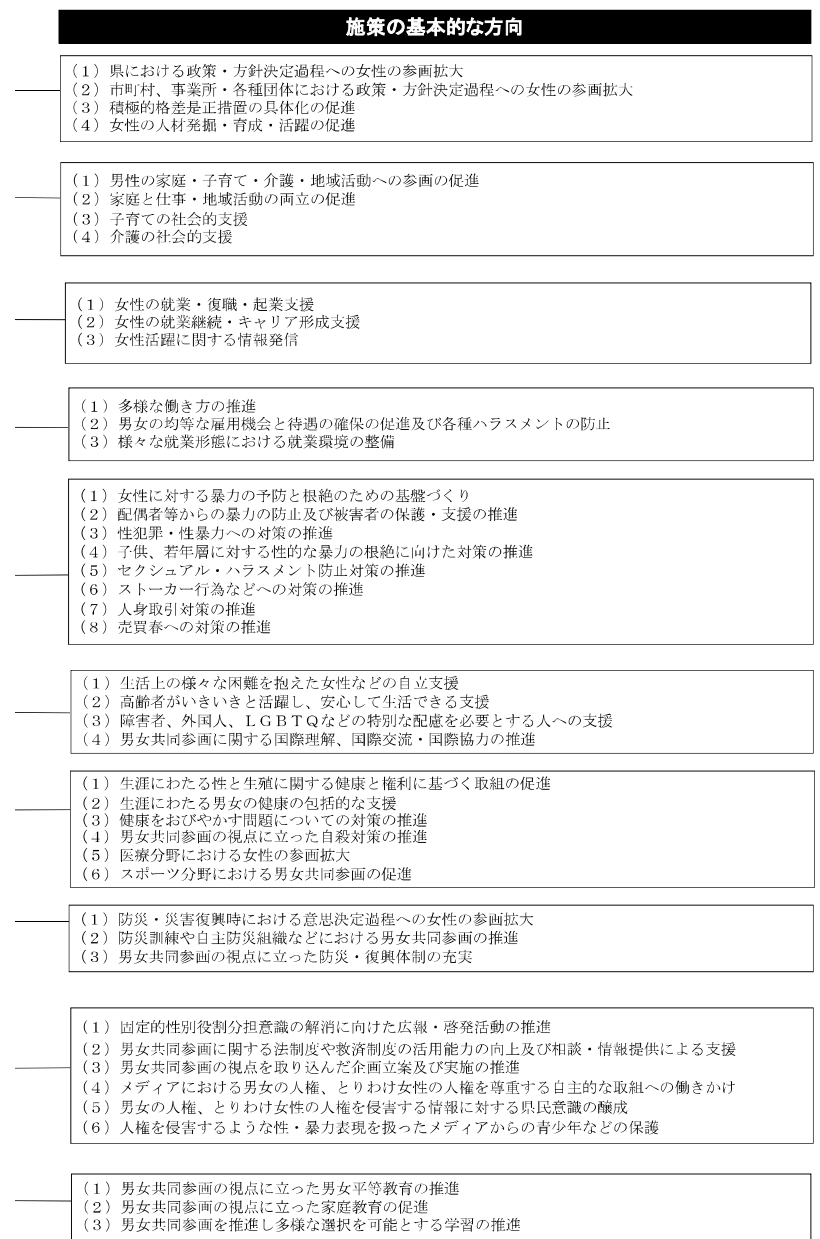 施策の基本的な方向
（１）県における政策・方針決定過程への女性の参画拡大
（２）市町村、事業所・各種団体における政策・方針決定過程への女性の参画拡大
（３）積極的格差是正措置の具体化の促進
（４）女性の人材発掘・育成・活躍の促進
（１）男性の家庭・子育て・介護・地域活動への参画の促進
（２）家庭と仕事・地域活動の両立の促進
（３）子育ての社会的支援
（４）介護の社会的支援
（１）女性の就業・復職・起業支援
（２）女性の就業継続・キャリア形成支援
（３）女性活躍に関する情報発信
（１）多様な働き方の推進
（２）男女の均等な雇用機会と待遇の確保の促進及び各種ハラスメントの防止
（３）様々な就業形態における就業環境の整備
（１）女性に対する暴力の予防と根絶のための基盤づくり
（２）配偶者等からの暴力の防止及び被害者の保護・支援の推進
（３）性犯罪・性暴力への対策の推進
（４）子供、若年層に対する性的な暴力の根絶に向けた対策の推進
（５）セクシュアル・ハラスメント防止対策の推進
（６）ストーカー行為などへの対策の推進
（７）人身取引対策の推進
（８）売買春への対策の推進
（１）生活上の様々な困難を抱えた女性などの自立支援
（２）高齢者がいきいきと活躍し、安心して生活できる支援
（３）障害者、外国人、ＬＧＢＴＱなどの特別な配慮を必要とする人への支援
（４）男女共同参画に関する国際理解、国際交流・国際協力の推進
（１）生涯にわたる性と生殖に関する健康と権利に基づく取組の促進
（２）生涯にわたる男女の健康の包括的な支援
（３）健康をおびやかす問題についての対策の推進
（４）男女共同参画の視点に立った自殺対策の推進
（５）医療分野における女性の参画拡大
（６）スポーツ分野における男女共同参画の促進
（１）防災・災害復興時における意思決定過程への女性の参画拡大
（２）防災訓練や自主防災組織などにおける男女共同参画の推進
（３）男女共同参画の視点に立った防災・復興体制の充実
（１）固定的性別役割分担意識の解消に向けた広報・啓発活動の推進
（２）男女共同参画に関する法制度や救済制度の活用能力の向上及び相談・情報提供による支援
（３）男女共同参画の視点を取り込んだ企画立案及び実施の推進
（４）メディアにおける男女の人権、とりわけ女性の人権を尊重する自主的な取組への働きかけ
（５）男女の人権、とりわけ女性の人権を侵害する情報に対する県民意識の醸成
（６）人権を侵害するような性・暴力表現を扱ったメディアからの青少年などの保護
（１）男女共同参画の視点に立った男女平等教育の推進
（２）男女共同参画の視点に立った家庭教育の促進
（３）男女共同参画を推進し多様な選択を可能とする学習の推進